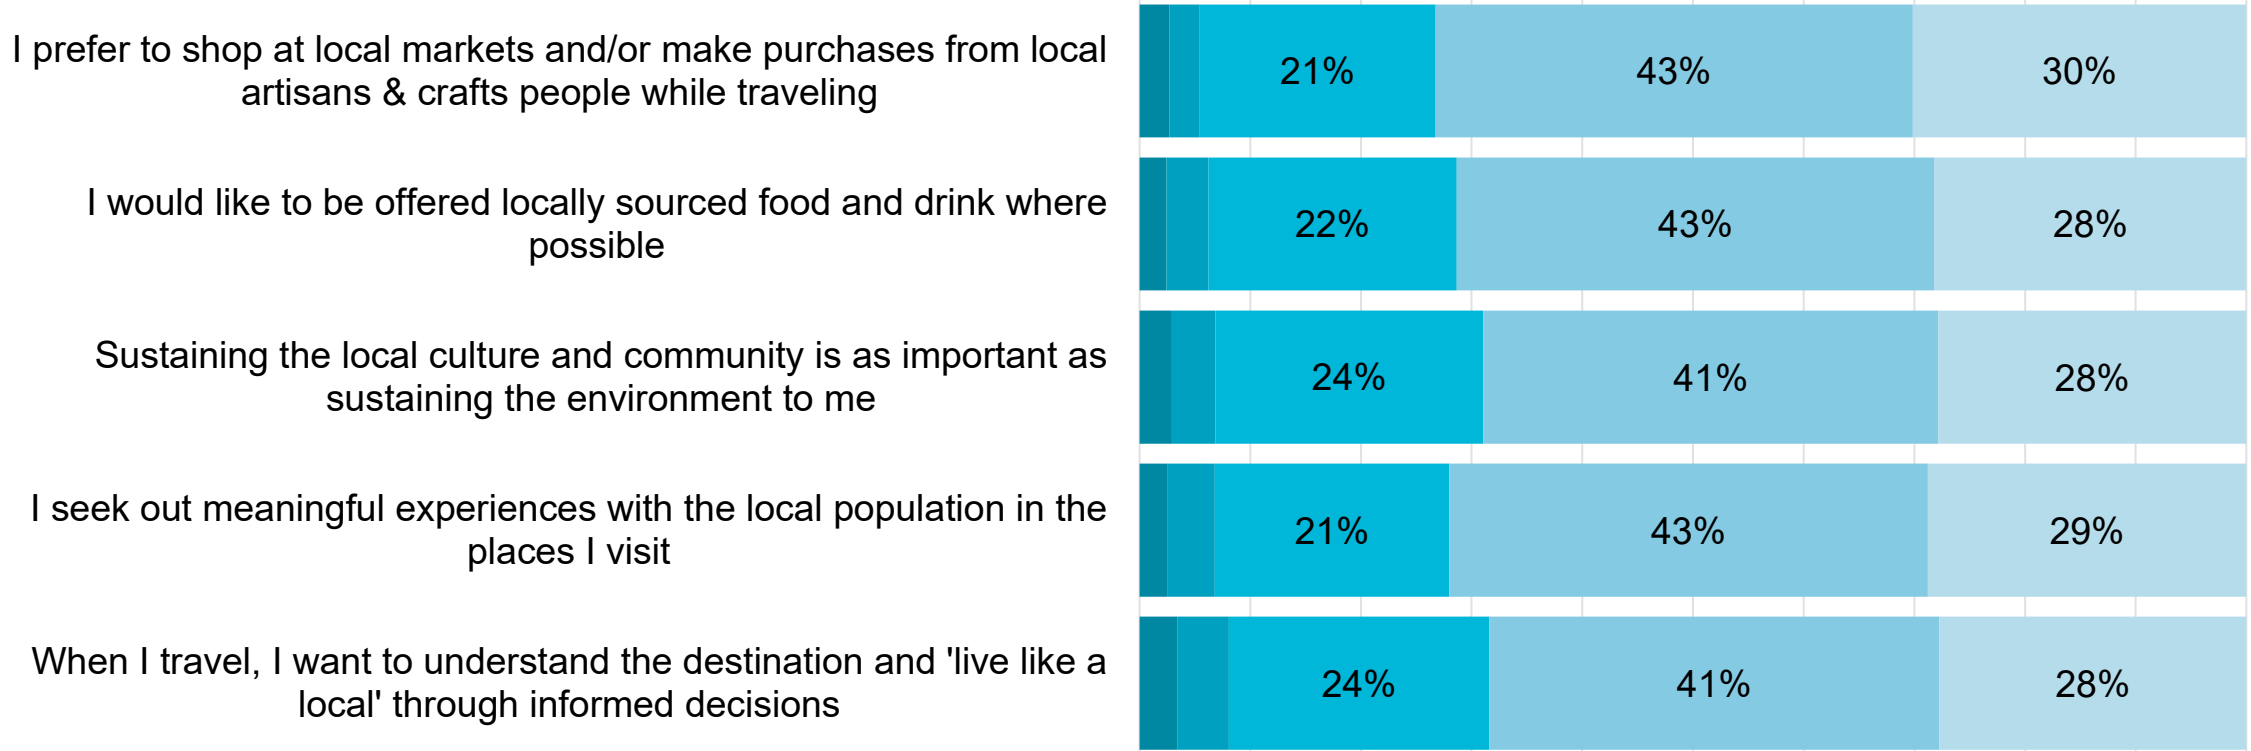 I prefer to shop at local markets and/or make purchases from local
artisans & crafts people while traveling
21% 43% 30%
I would like to be offered locally sourced food and drink where
possible
22% 43% 28%
Sustaining the local culture and community is as important as
sustaining the environment to me
24% 41% 28%
I seek out meaningful experiences with the local population in the
places I visit
21% 43% 29%
When I travel, I want to understand the destination and 'live like a
local' through informed decisions
24% 41% 28%